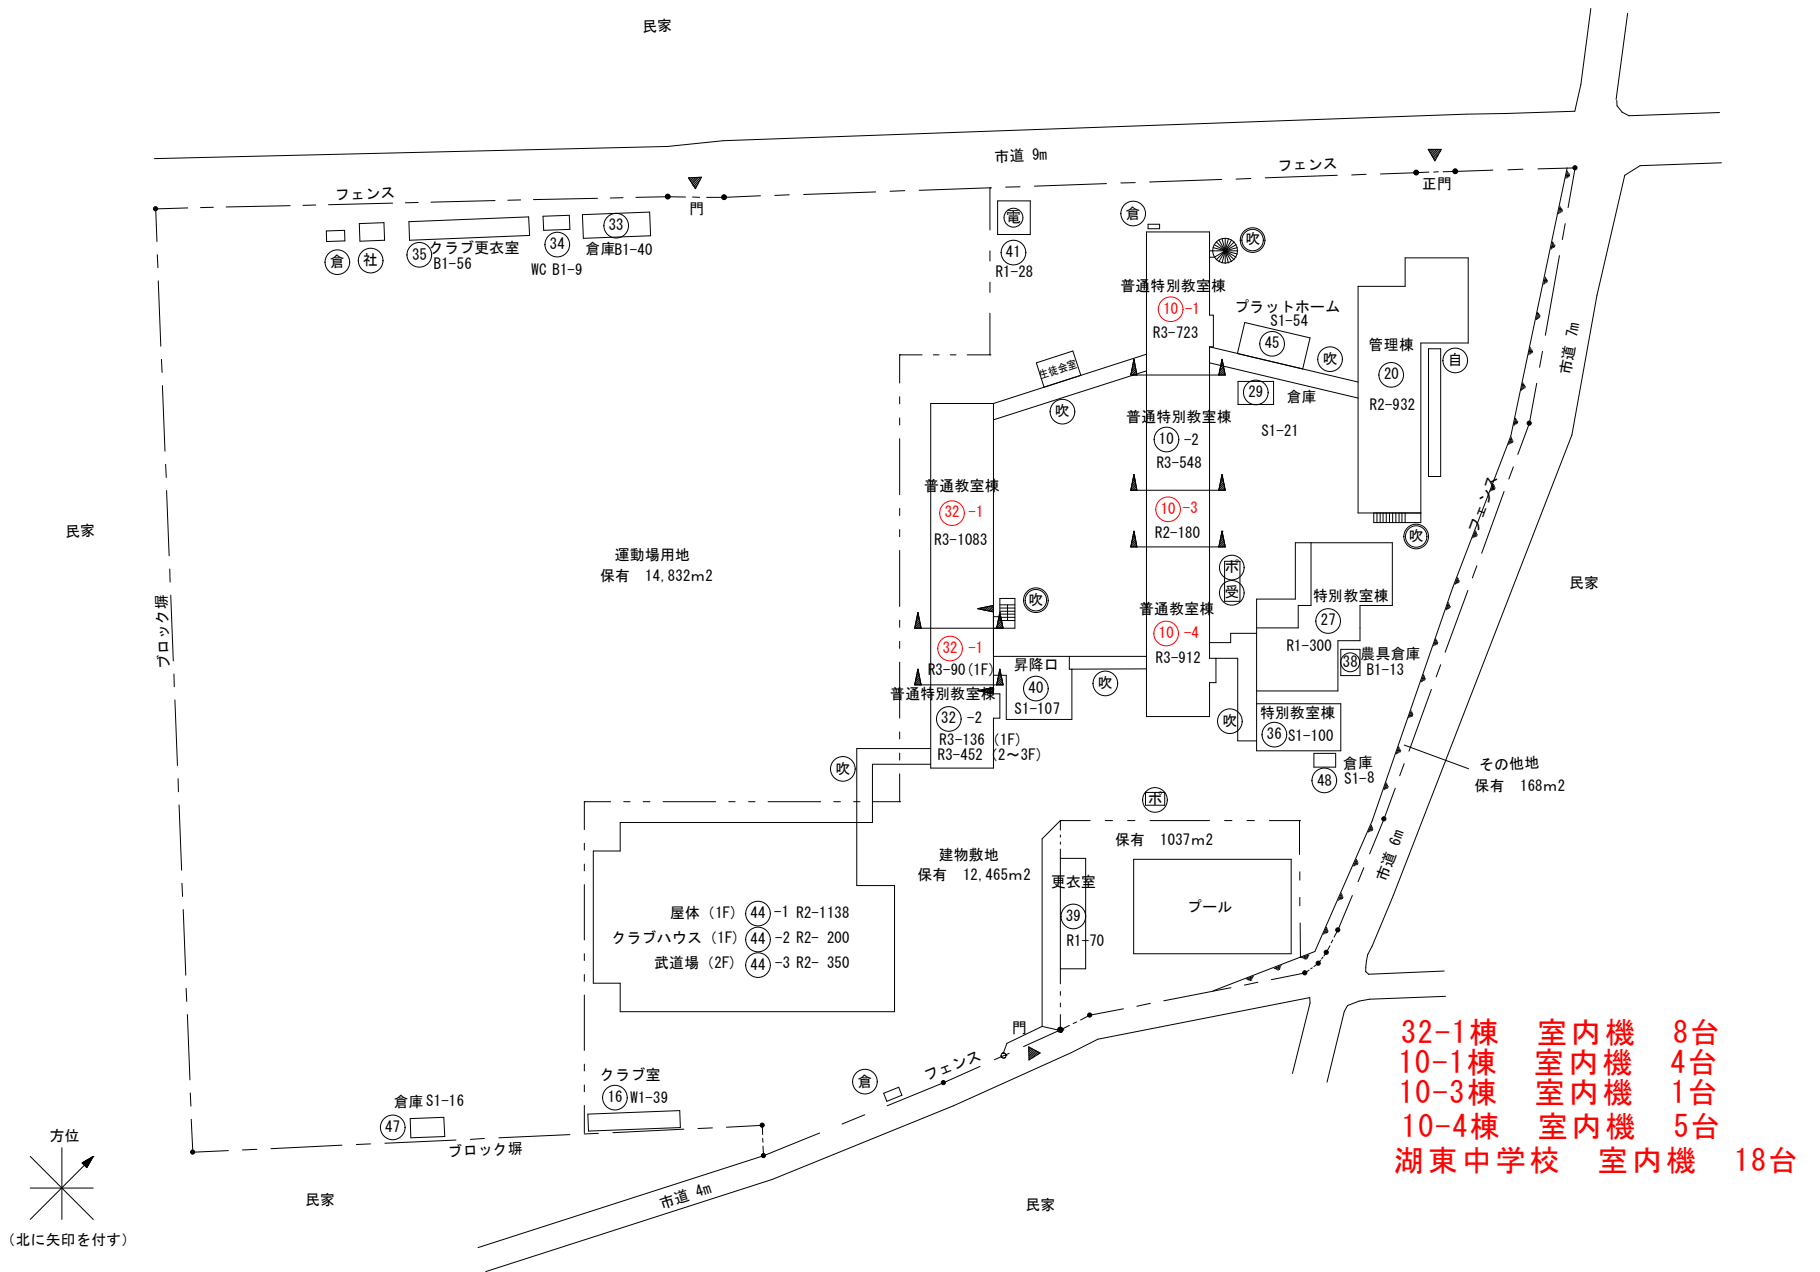 民家
市道 9m
フェンス
フェンス
門
正門
倉
社
35
クラブ更衣室
B1-56
34
WC B1-9
33
倉庫B1-40
電
41
R1-28
倉
吹
普通特別教室棟
10-1
R3-723
プラットホーム
S1-54
45
吹
管理棟
20
R2-932
自
市道 7m
生徒会室
吹
29
倉庫
S1-21
普通特別教室棟
10-2
R3-548
普通教室棟
32-1
R3-1083
10-3
R2-180
フェンス
吹
民家
運動場用地
保有 14,832m2
ポ
受
民家
ブロック塀
吹
特別教室棟
27
R1-300
普通教室棟
10-4
R3-912
32-1
R3-90(1F)
昇降口
40
S1-107
吹
38
農具倉庫
B1-13
普通特別教室棟
32-2
R3-136 (1F)
R3-452 (2～3F)
吹
特別教室棟
36 S1-100
吹
倉庫
48 S1-8
その他地
保有 168m2
ポ
保有 1037m2
市道 6m
建物敷地
保有 12,465m2
更衣室
39
R1-70
プール
屋体 (1F) 44-1 R2-1138
クラブハウス (1F) 44-2 R2- 200
武道場 (2F) 44-3 R2- 350
門
フェンス
倉
クラブ室
16 W1-39
倉庫 S1-16
47
ブロック塀
市道 4m
民家
民家
方位
(北に矢印を付す)
32-1棟 室内機 8台
10-1棟 室内機 4台
10-3棟 室内機 1台
10-4棟 室内機 5台
湖東中学校 室内機 18台